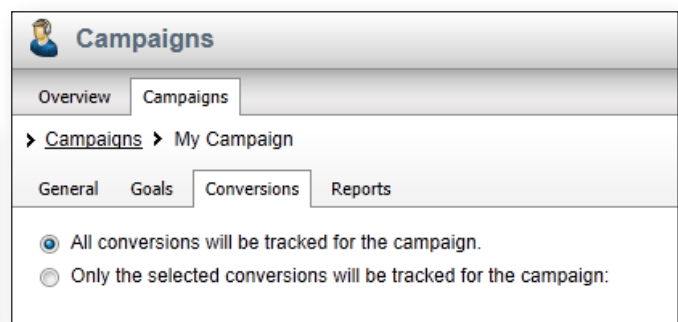 Campaigns
Overview Campaigns
Campaigns My Campaign
General Goals Conversions Reports
All conversions will be tracked for the campaign.
Only the selected conversions will be tracked for the campaign: